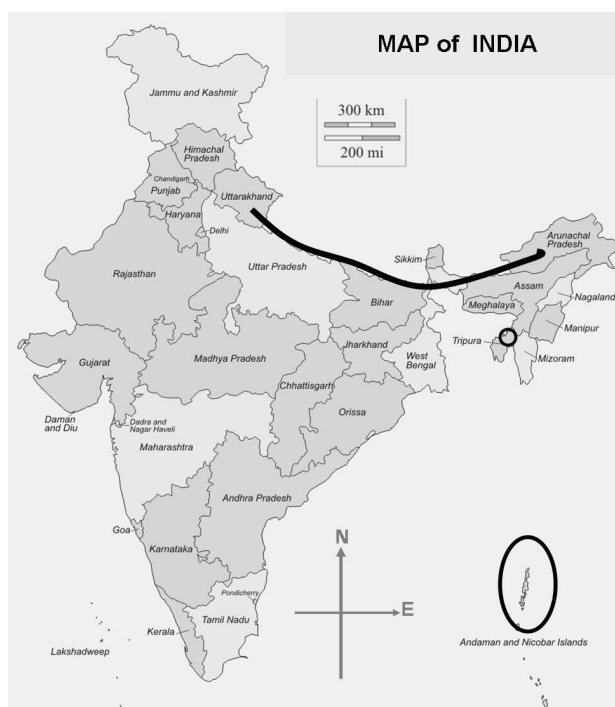 MAP of INDIA
Jammu and Kashmir
300 km
200 mi
Himachal
Pradesh
Chandigarh
Punjab
Uttarakhand
Haryana
Delhi
Arunachal
Pradesh
Sikkim
Rajasthan
Uttar Pradesh
Assam
Nagaland
Bihar
Meghalaya
Manipur
Tripura
Jharkhand
West
Bengal
Mizoram
Gujarat
Madhya Pradesh
Chhattisgarh
Orissa
Daman
and Diu
Dadra and
Nagar Haveli
Maharashtra
Andhra Pradesh
Goa
Karnataka
N
Pondicherry
E
Tamil Nadu
Kerala
Lakshadweep
Andaman and Nicobar Islands